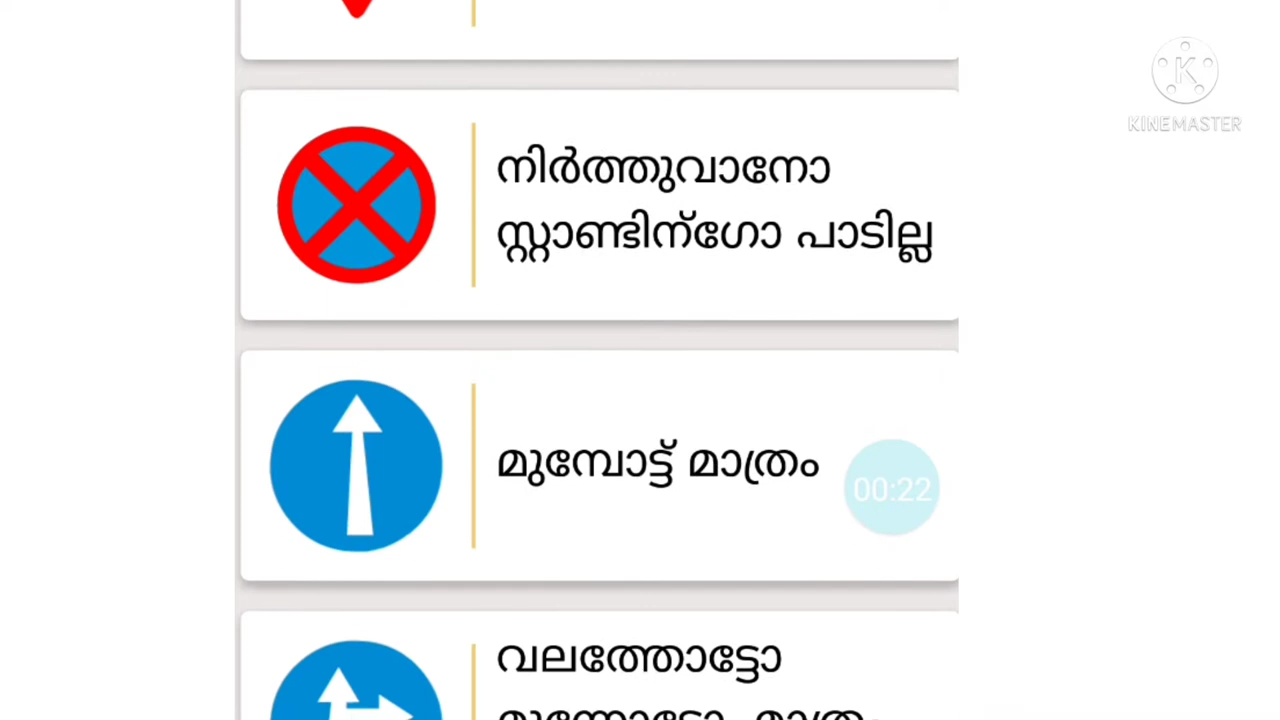 KINEMASTER
നിർത്തുവാനോ
സ്റ്റാണ്ടിന്ഗോ പാടില്ല
മുമ്പോട്ട് മാത്രം
00:22
വലത്തോട്ടോ
മുന്നോട്ടോ മാത്രം